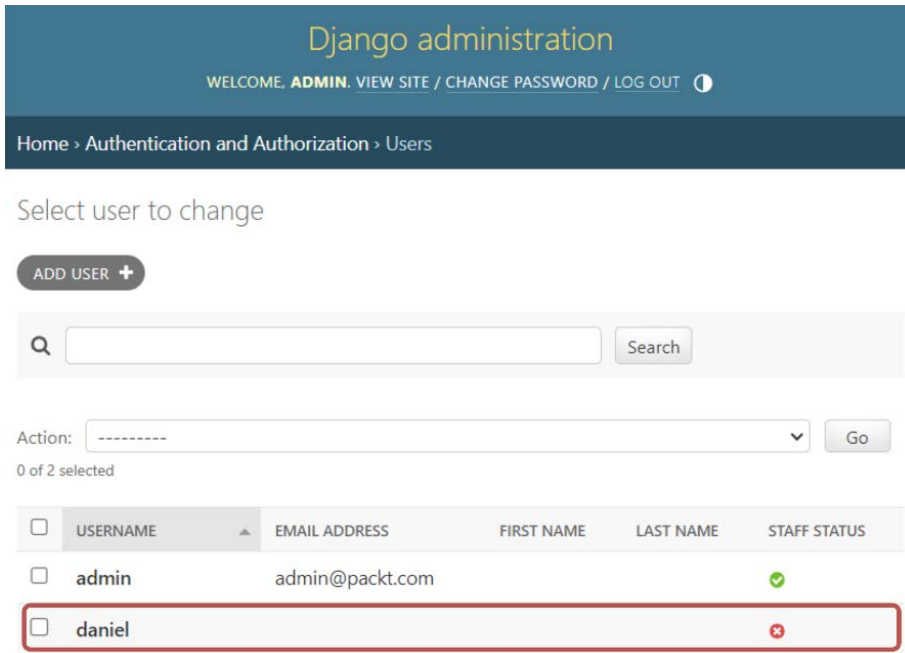 Django administration
WELCOME, ADMIN. VIEW SITE / CHANGE PASSWORD / LOG OUT
Home › Authentication and Authorization › Users
Select user to change
ADD USER +
Search
Action: --------- Go
0 of 2 selected
USERNAME EMAIL ADDRESS FIRST NAME LAST NAME STAFF STATUS
admin admin@packt.com
daniel